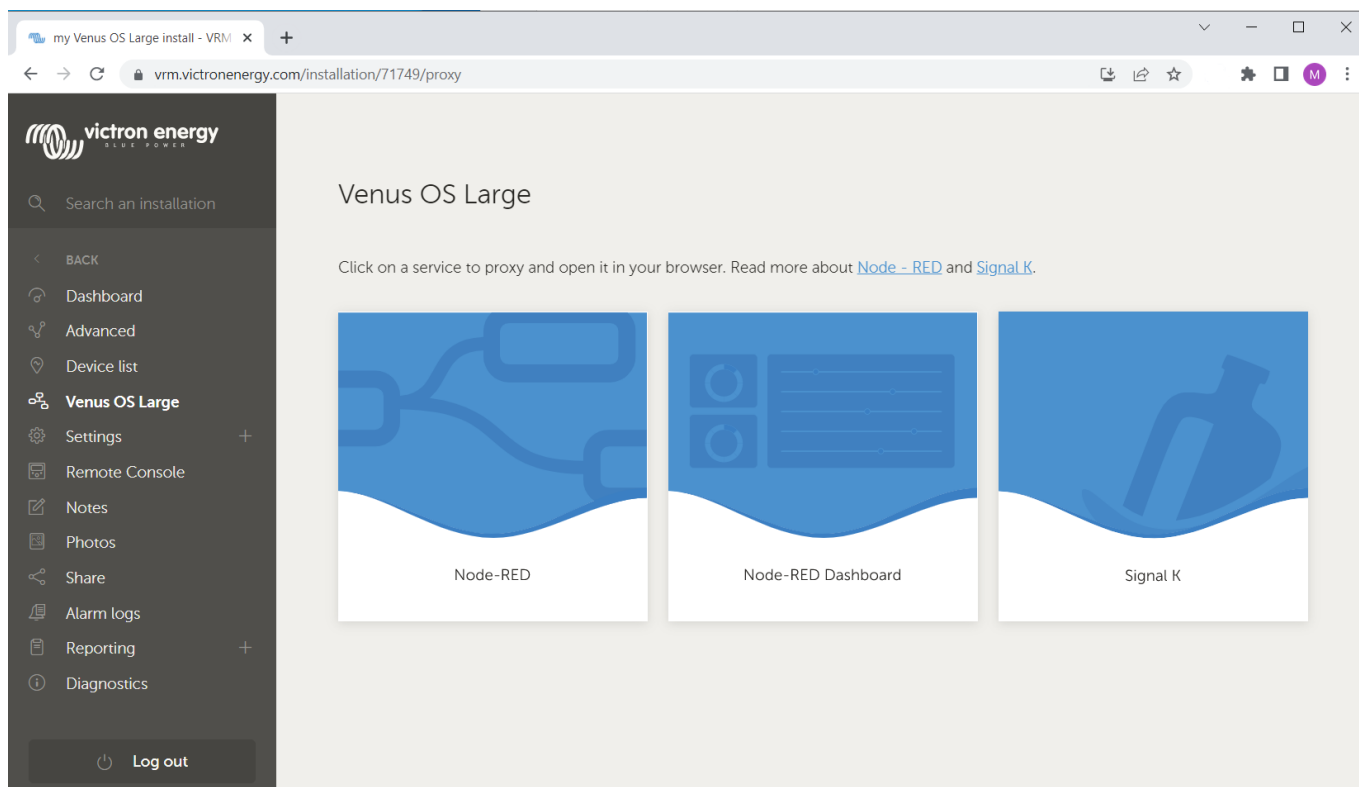 my Venus OS Large install - VRM
vrm.victronenergy.com/installation/71749/proxy
M
victron energy
BLUE POWER
Search an installation
BACK
Dashboard
Advanced
Device list
Venus OS Large
Settings
Remote Console
Notes
Photos
Share
Alarm logs
Reporting
Diagnostics
Log out
Venus OS Large
Click on a service to proxy and open it in your browser. Read more about Node - RED and Signal K.
Node-RED
Node-RED Dashboard
Signal K